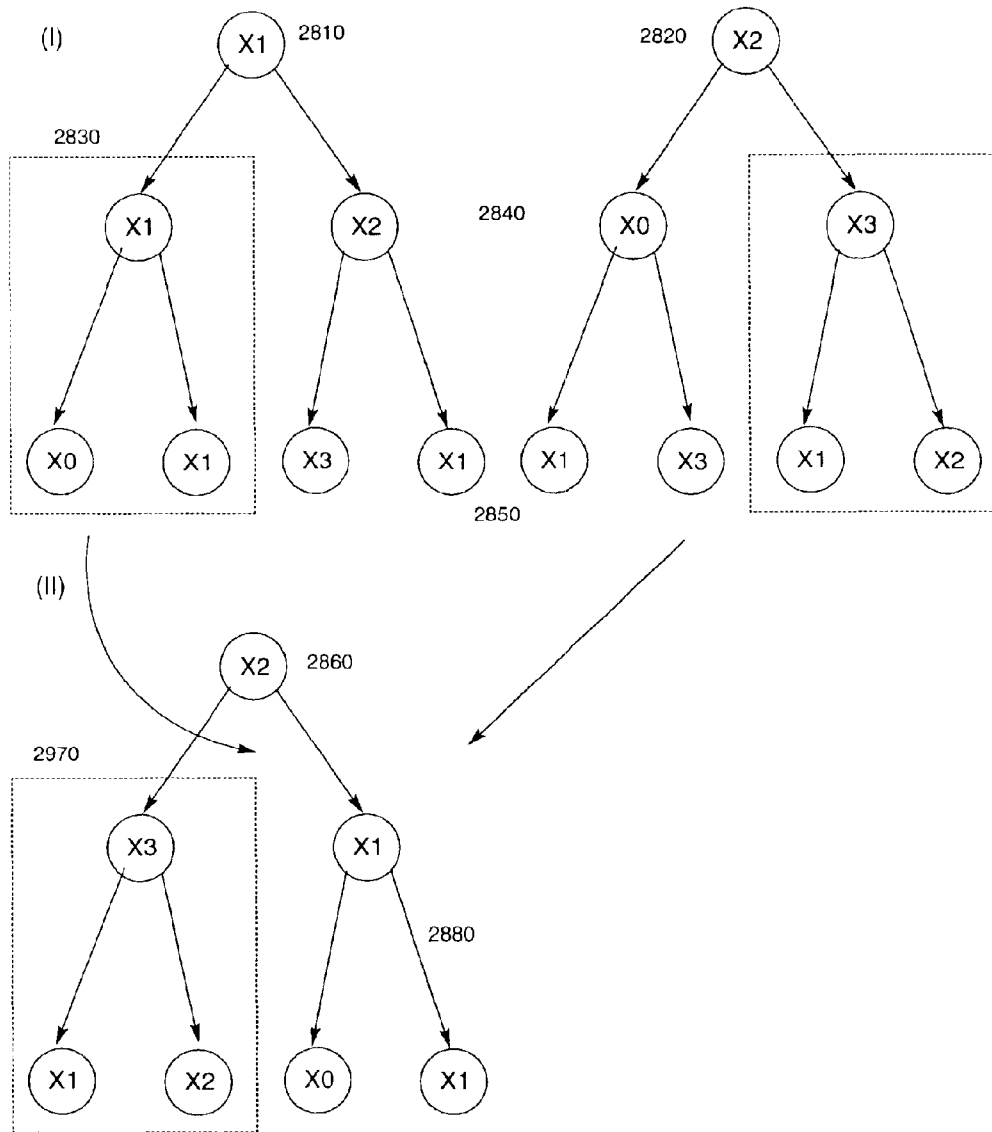 (I)
X1 2810
2820 X2
2830
X1 X2 2840 X0 X3
X0 X1 X3 X1 X1 X3 X1 X2
2850
(II)
X2 2860
2970
X3 X1
2880
X1 X2 X0 X1